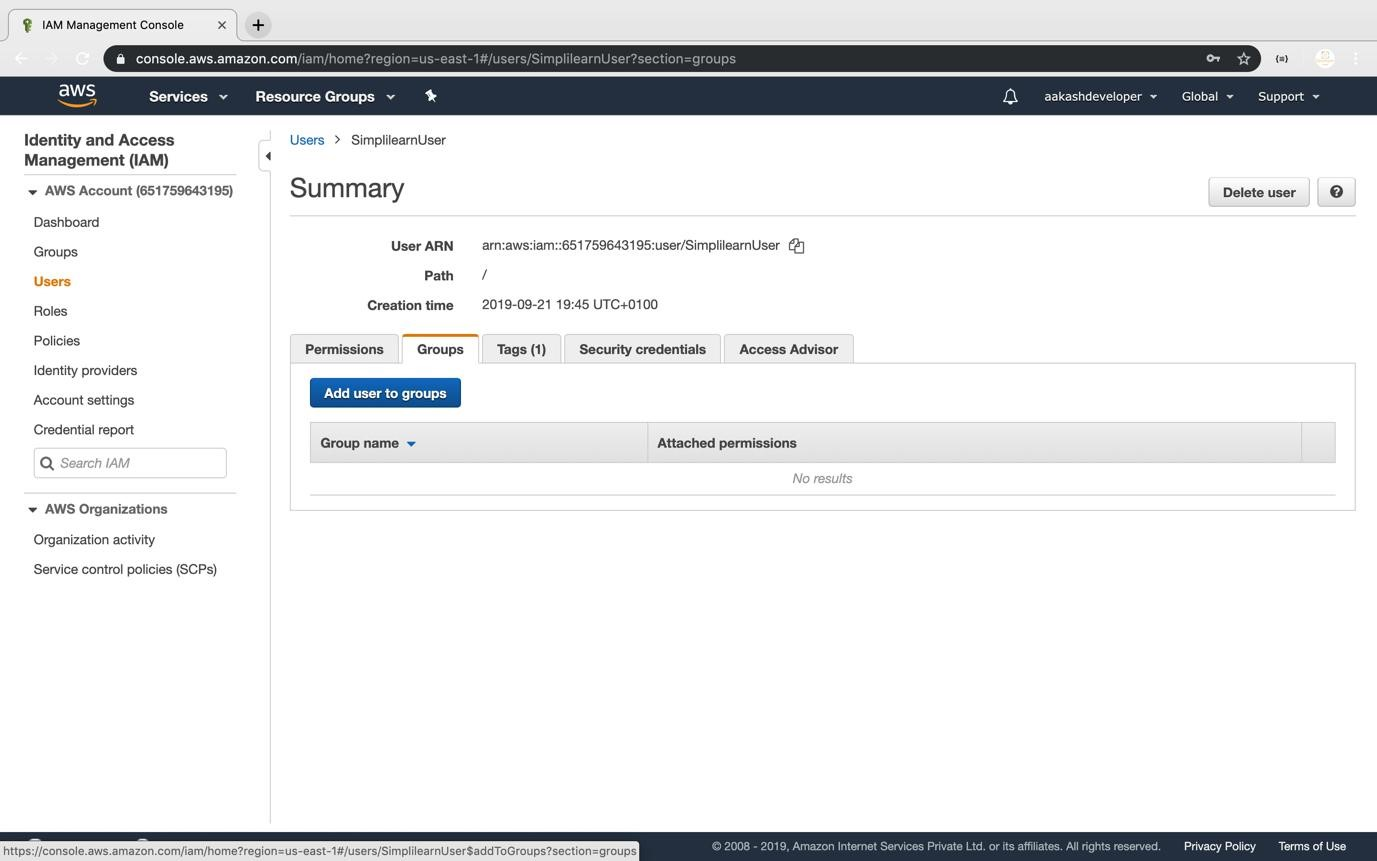 IAM Management Console
console.aws.amazon.com/iam/home?region=us-east-1#/users/SimplilearnUser?section=groups
aws
Services
Resource Groups
aakashdeveloper
Global
Support
Identity and Access
Management (IAM)
AWS Account (651759643195)
Dashboard
Groups
Users
Roles
Policies
Identity providers
Account settings
Credential report
Search IAM
AWS Organizations
Organization activity
Service control policies (SCPs)
Users > SimplilearnUser
Summary
Delete user
User ARN arn:aws:iam::651759643195:user/SimplilearnUser
Path /
Creation time 2019-09-21 19:45 UTC+0100
Permissions
Groups
Tags (1)
Security credentials
Access Advisor
Add user to groups
Group name
Attached permissions
No results
https://console.aws.amazon.com/iam/home?region=us-east-1#/users/SimplilearnUser$addToGroups?section=groups
© 2008 - 2019, Amazon Internet Services Private Ltd. or its affiliates. All rights reserved. Privacy Policy Terms of Use